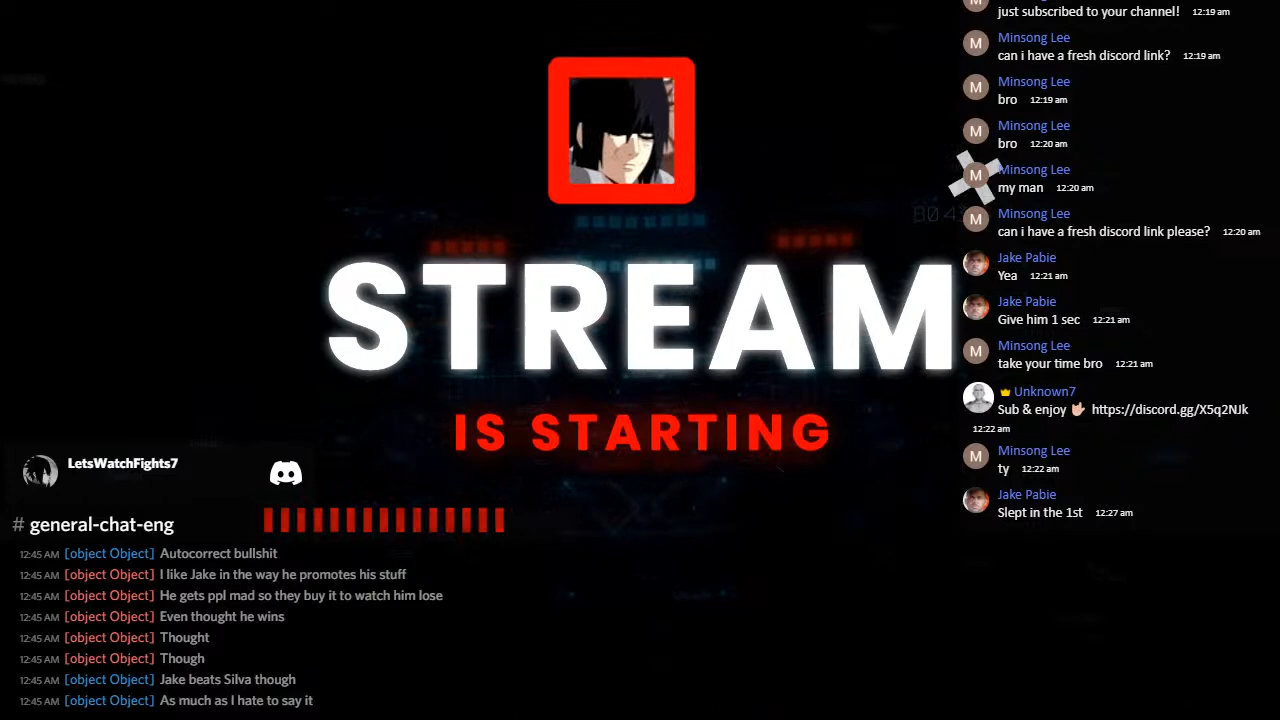 STREAM
IS STARTING
LetsWatchFights7
# general-chat-eng
12:45 AM [object Object] Autocorrect bullshit
12:45 AM [object Object] I like Jake in the way he promotes his stuff
12:45 AM [object Object] He gets ppl mad so they buy it to watch him lose
12:45 AM [object Object] Even thought he wins
12:45 AM [object Object] Thought
12:45 AM [object Object] Though
12:45 AM [object Object] Jake beats Silva though
12:45 AM [object Object] As much as I hate to say it
just subscribed to your channel! 12:19 am
M
Minsong Lee
can i have a fresh discord link? 12:19 am
M
Minsong Lee
bro 12:19 am
M
Minsong Lee
bro 12:20 am
M
Minsong Lee
my man 12:20 am
M
Minsong Lee
can i have a fresh discord link please? 12:20 am
Jake Pabie
Yea 12:21 am
Jake Pabie
Give him 1 sec 12:21 am
M
Minsong Lee
take your time bro 12:21 am
Unknown7
Sub & enjoy 🤟🏼 https://discord.gg/X5q2NJk
12:22 am
M
Minsong Lee
ty 12:22 am
Jake Pabie
Slept in the 1st 12:27 am